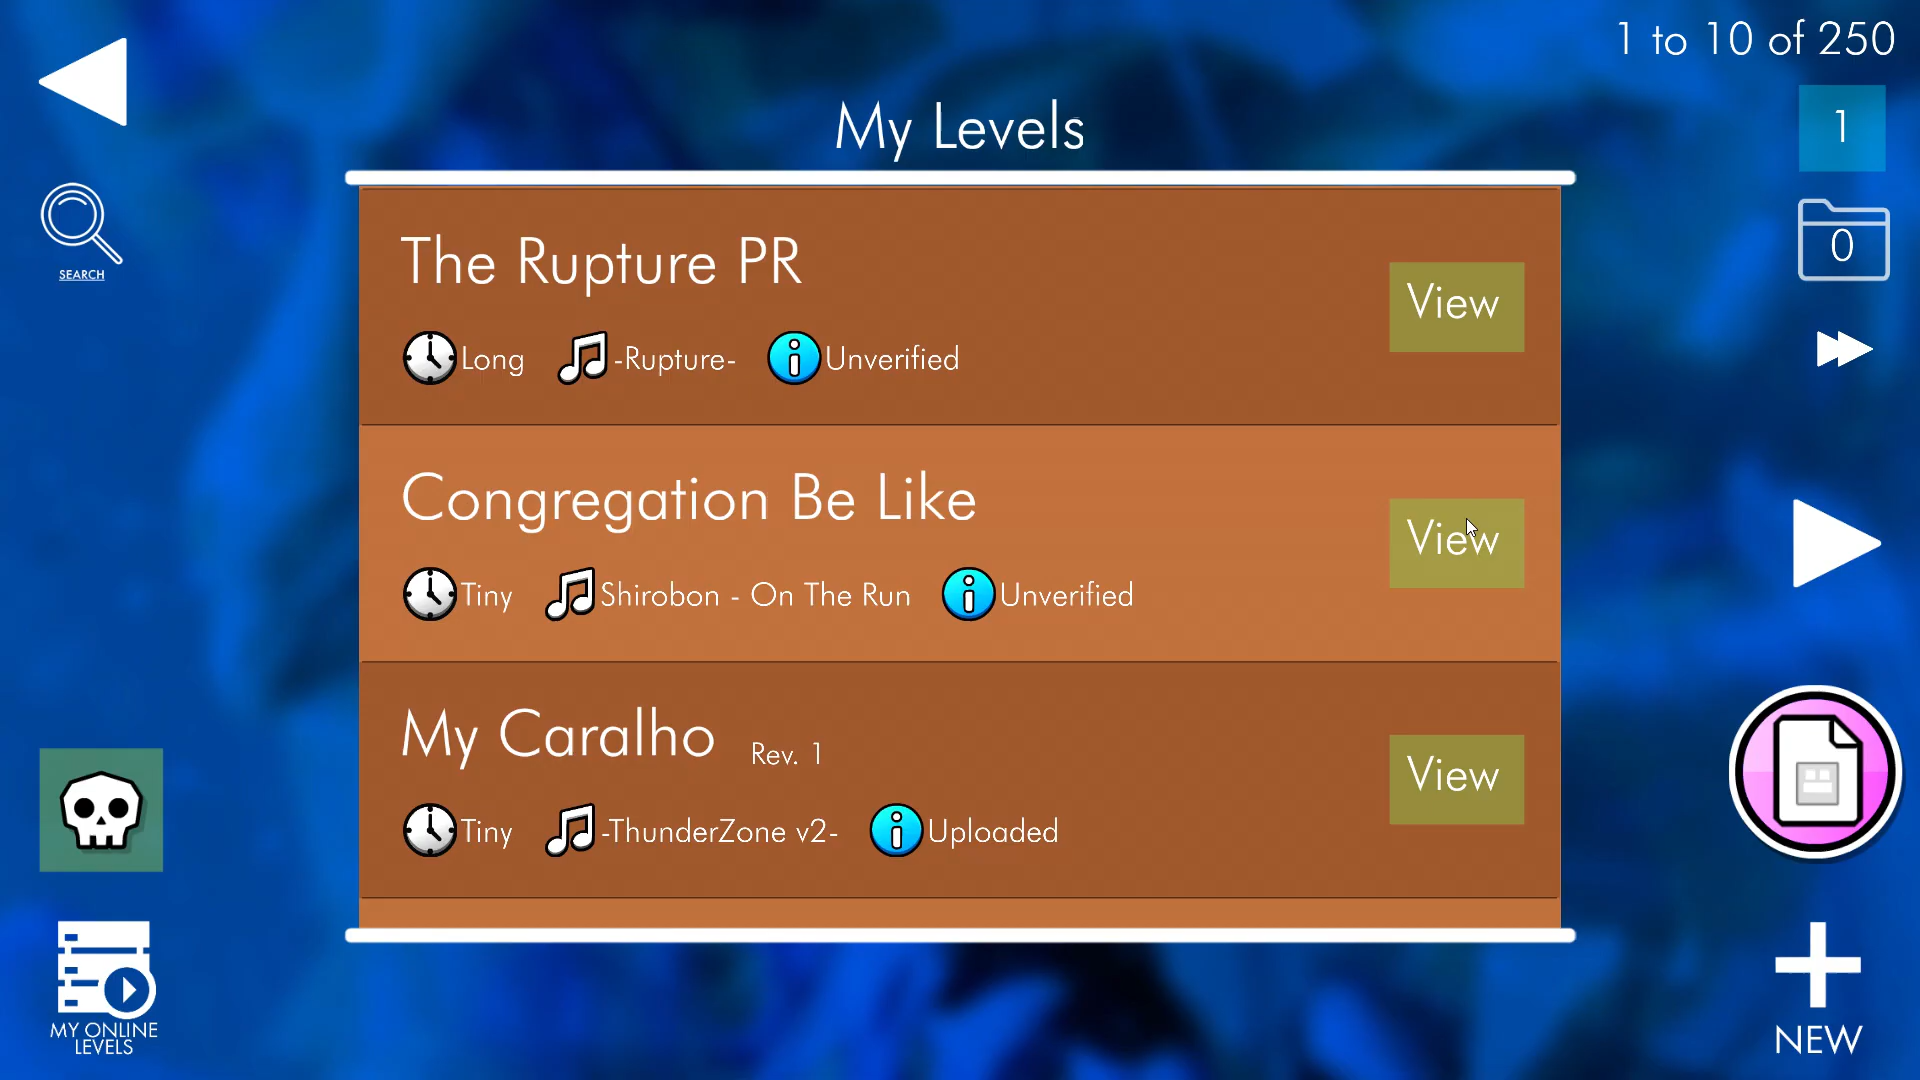 1 to 10 of 250
1
My Levels
SEARCH
0
The Rupture PR
View
Long -Rupture- Unverified
Congregation Be Like
View
Tiny Shirobon - On The Run Unverified
My Caralho Rev. 1
View
Tiny -ThunderZone v2- Uploaded
MY ONLINE
LEVELS
NEW